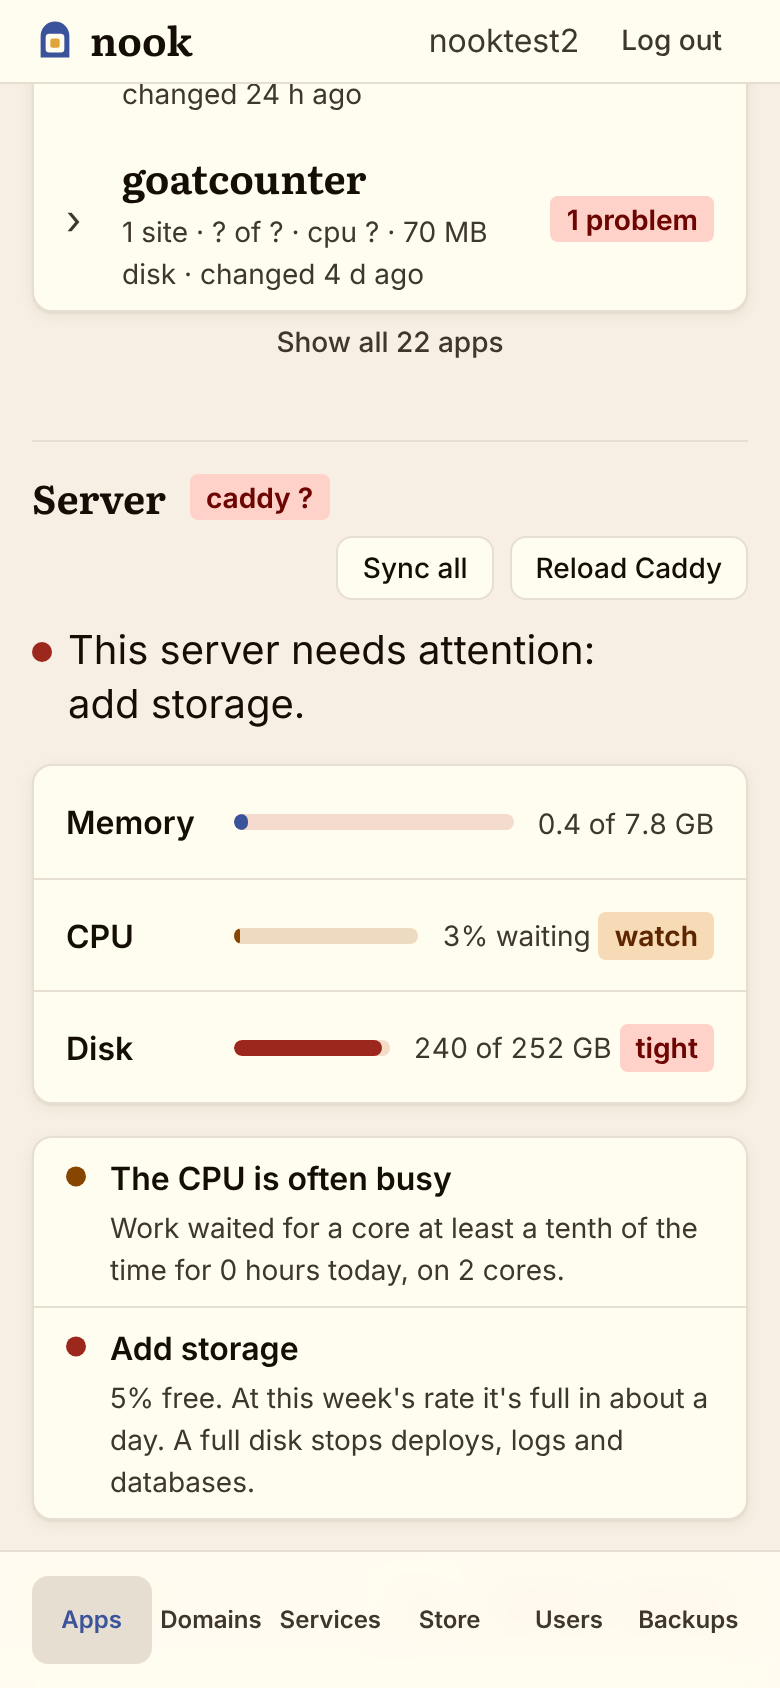 nook
nooktest2
Log out
changed 24 h ago
goatcounter
1 site · ? of ? · cpu ? · 70 MB
disk · changed 4 d ago
1 problem
Show all 22 apps
Server
caddy ?
Sync all
Reload Caddy
This server needs attention:
add storage.
Memory
0.4 of 7.8 GB
CPU
3% waiting
watch
Disk
240 of 252 GB
tight
The CPU is often busy
Work waited for a core at least a tenth of the
time for 0 hours today, on 2 cores.
Add storage
5% free. At this week's rate it's full in about a
day. A full disk stops deploys, logs and
databases.
Apps
Domains
Services
Store
Users
Backups